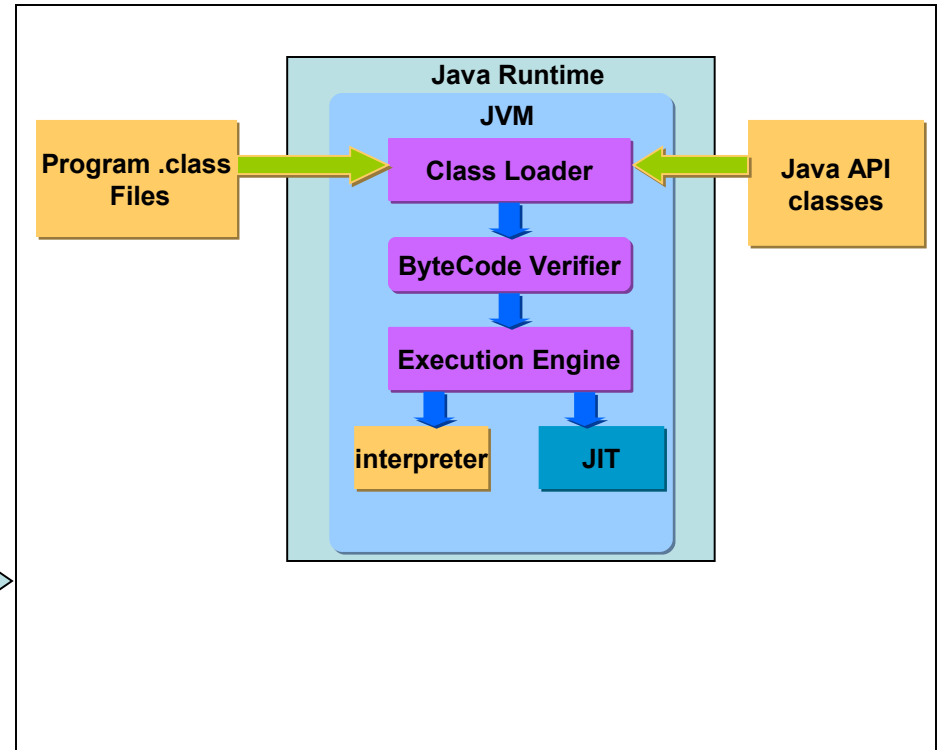 Java Runtime
JVM
Program .class
Files
Class Loader
Java API
classes
ByteCode Verifier
Execution Engine
interpreter
JIT